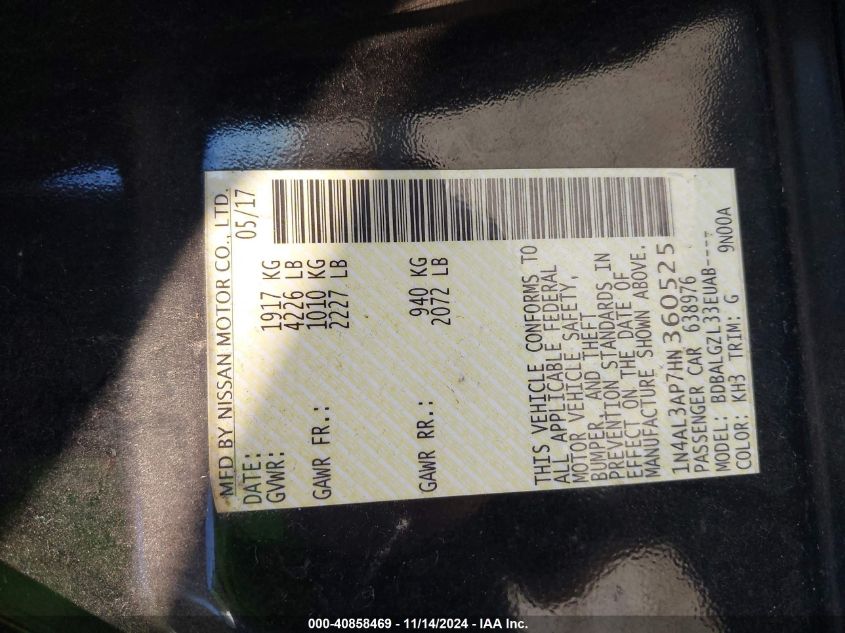 MFD BY NISSAN MOTOR CO., LTD.
DATE: 05/17
GVWR: 1917 KG
4226 LB
GAWR FR.: 1010 KG
2227 LB
GAWR RR.: 940 KG
2072 LB
THIS VEHICLE CONFORMS TO
ALL APPLICABLE FEDERAL
MOTOR VEHICLE SAFETY,
BUMPER, AND THEFT
PREVENTION STANDARDS IN
EFFECT ON THE DATE OF
MANUFACTURE SHOWN ABOVE.
1N4AL3AP7HN360525
PASSENGER CAR 638976
MODEL: BDBALGZL33EUAB----
COLOR: KH3 TRIM: G 9N00A
000-40858469 - 11/14/2024 - IAA Inc.